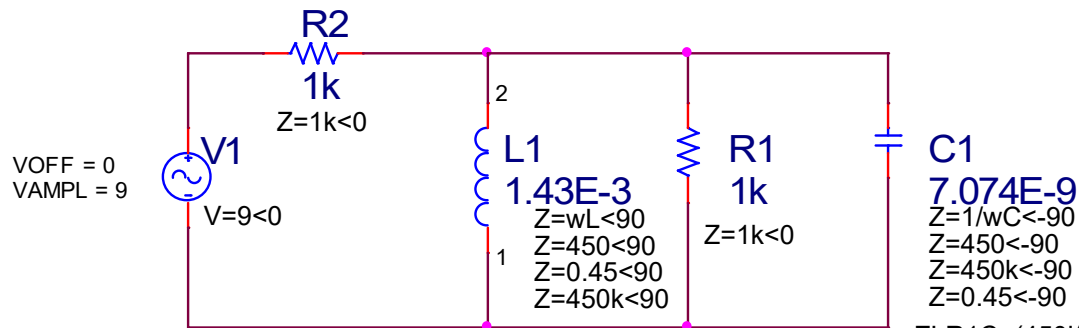 R2
1k
Z=1k<0
VOFF = 0
VAMPL = 9
V1
V=9<0
2
L1
1.43E-3
Z=wL<90
Z=450<90
Z=0.45<90
Z=450k<90
1
R1
1k
Z=1k<0
C1
7.074E-9
Z=1/wC<-90
Z=450<-90
Z=450k<-90
Z=0.45<-90